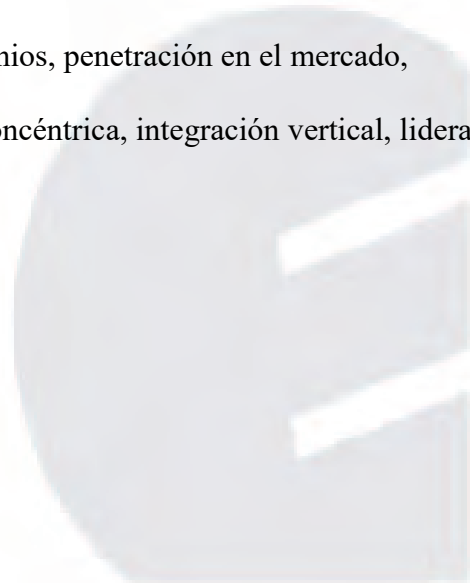 nios, penetración en el mercado,
oncéntrica, integración vertical, lidera